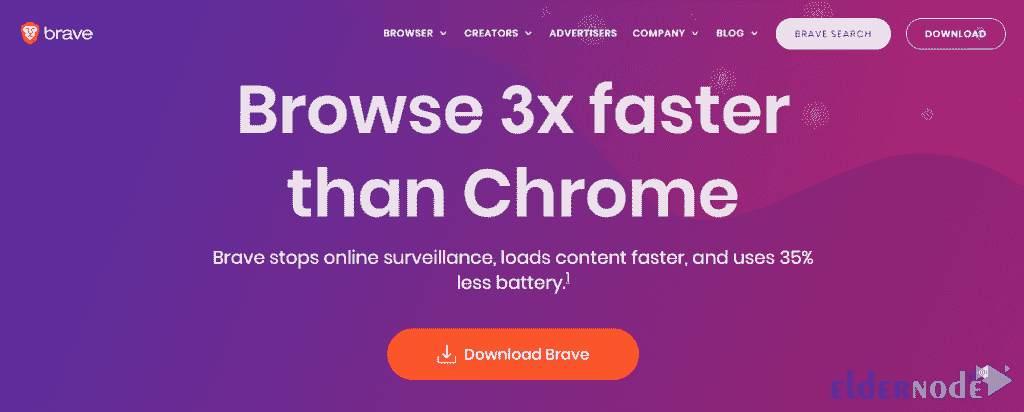 brave
BROWSER CREATORS ADVERTISERS COMPANY BLOG BRAVE SEARCH DOWNLOAD
Browse 3x faster
than Chrome
Brave stops online surveillance, loads content faster, and uses 35%
less battery.1
Download Brave
elderNODE